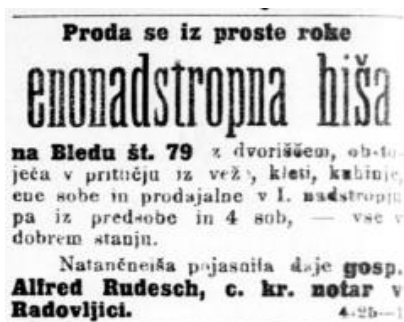 Proda se iz proste roke
enonadstropna hiša
na Bledu št. 79 z dvoriščem, obsto-
ječa v pritličju iz veže, kleti, kuhinje,
ene sobe in prodajalne v I. nadstropju
pa iz predsobe in 4 sob, — vse v
dobrem stanju.
Natančnejša pojasnila daje gosp.
Alfred Rudesch, c. kr. notar v
Radovljici. 4-25—1